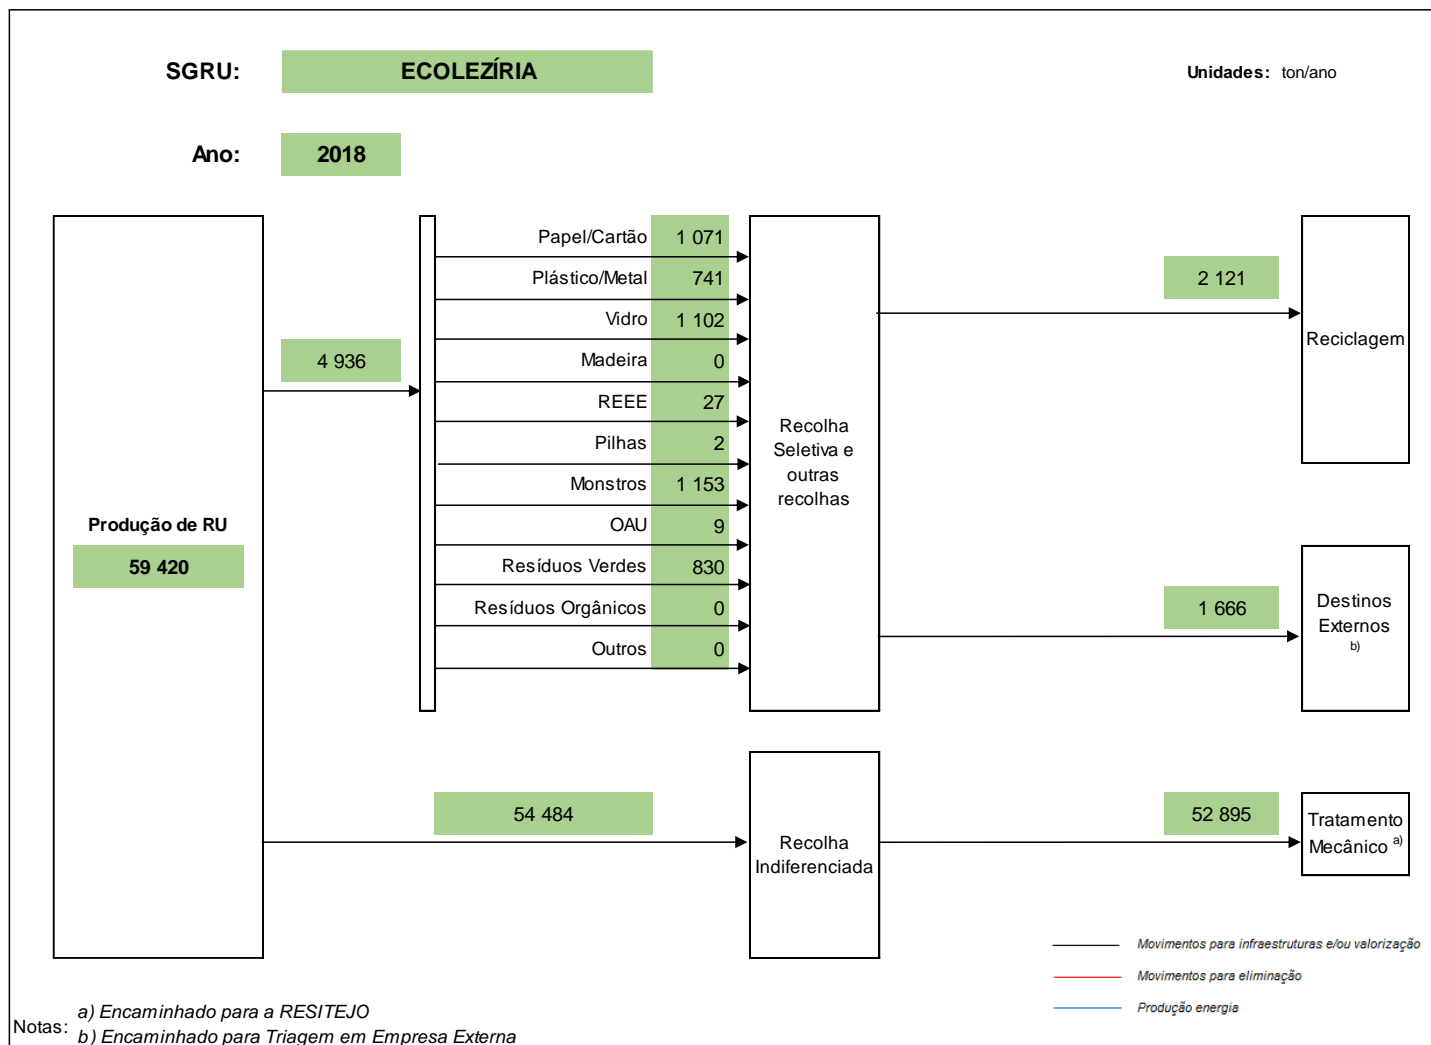 SGRU: ECOLEZÍRIA
Unidades: ton/ano
Ano: 2018
Papel/Cartão 1 071
Plástico/Metal 741
Vidro 1 102
Madeira 0
REEE 27
Pilhas 2
Monstros 1 153
OAU 9
Resíduos Verdes 830
Resíduos Orgânicos 0
Outros 0
4 936
Produção de RU
59 420
Recolha
Seletiva e
outras
recolhas
2 121
Reciclagem
1 666
Destinos
Externos
b)
54 484
Recolha
Indiferenciada
52 895
Tratamento
Mecânico a)
Movimentos para infraestruturas e/ou valorização
Movimentos para eliminação
Produção energia
Notas:
a) Encaminhado para a RESITEJO
b) Encaminhado para Triagem em Empresa Externa